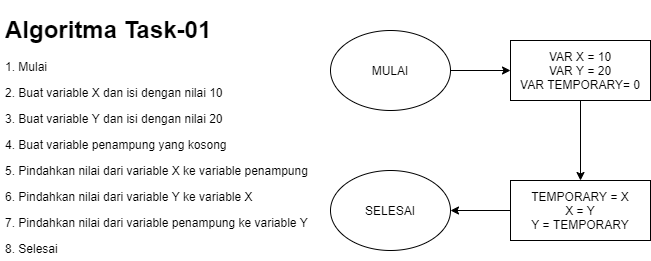 Algoritma Task-01
1. Mulai
2. Buat variable X dan isi dengan nilai 10
3. Buat variable Y dan isi dengan nilai 20
4. Buat variable penampung yang kosong
5. Pindahkan nilai dari variable X ke variable penampung
6. Pindahkan nilai dari variable Y ke variable X
7. Pindahkan nilai dari variable penampung ke variable Y
8. Selesai
MULAI
VAR X = 10
VAR Y = 20
VAR TEMPORARY= 0
TEMPORARY = X
X = Y
Y = TEMPORARY
SELESAI